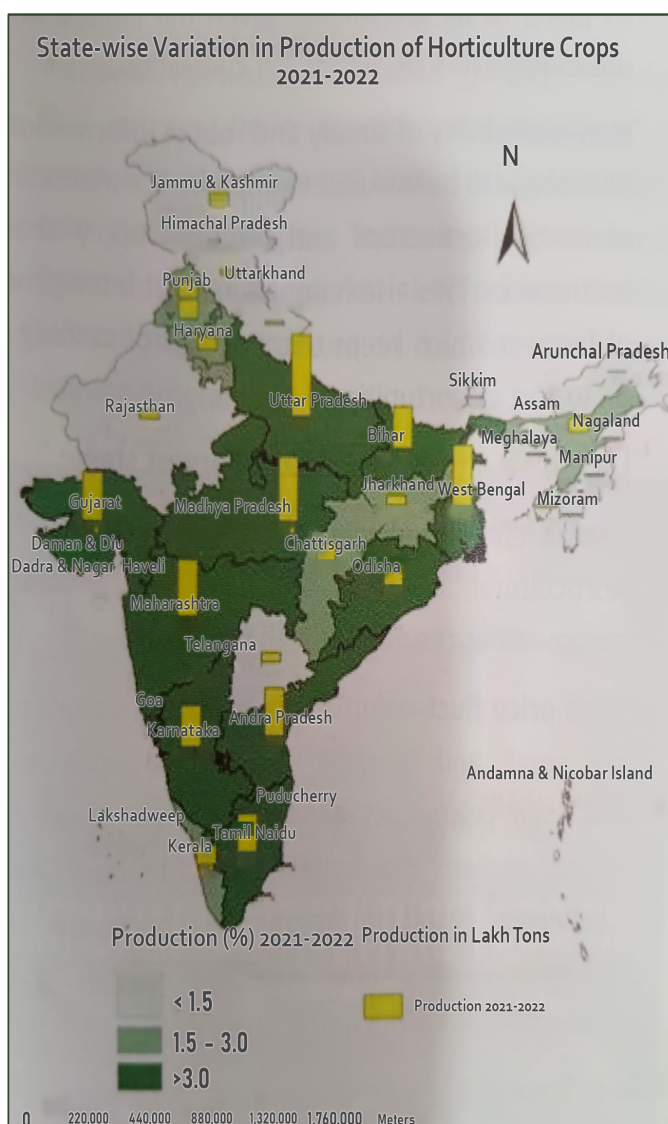 State-wise Variation in Production of Horticulture Crops
2021-2022
N
Jammu & Kashmir
Himachal Pradesh
Uttarkhand
Punjab
Haryana
Arunchal Pradesh
Sikkim
Rajasthan
Uttar Pradesh
Assam
Nagaland
Bihar
Meghalaya
Manipur
Jharkhand
West Bengal
Mizoram
Gujarat
Madhya Pradesh
Daman & Diu
Chattisgarh
Dadra & Nagar Haveli
Odisha
Maharashtra
Telangana
Goa
Andra Pradesh
Karnataka
Andamna & Nicobar Island
Puducherry
Lakshadweep
Tamil Naidu
Kerala
Production (%) 2021-2022 Production in Lakh Tons
< 1.5
Production 2021-2022
1.5 - 3.0
>3.0
0 220,000 440,000 880,000 1,320,000 1,760,000 Meters